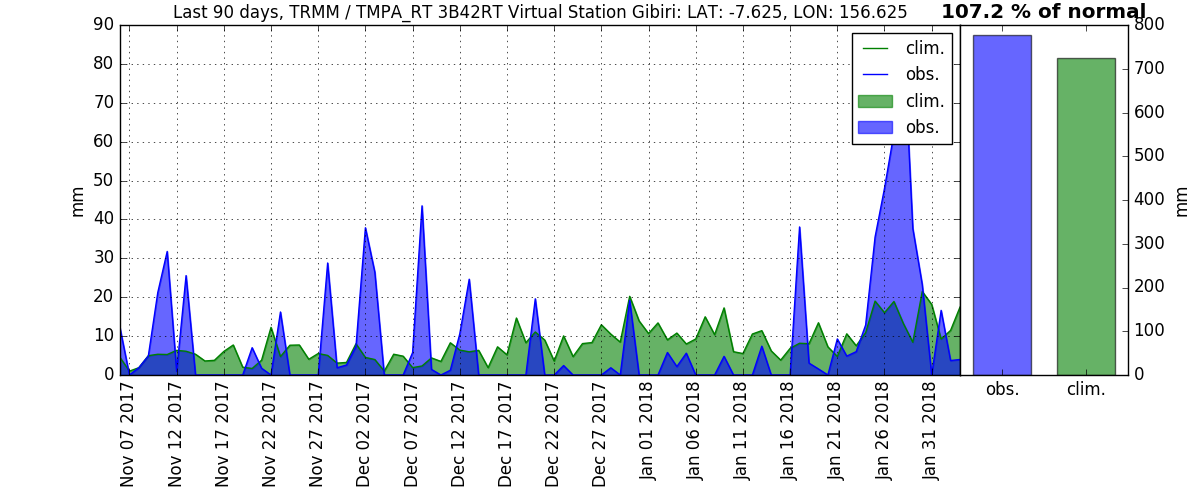 Last 90 days, TRMM / TMPA_RT 3B42RT Virtual Station Gibiri: LAT: -7.625, LON: 156.625
107.2 % of normal
90
80
70
60
50
40
30
20
10
0
mm
clim.
obs.
clim.
obs.
800
700
600
500
400
300
200
100
0
mm
Nov 07 2017
Nov 12 2017
Nov 17 2017
Nov 22 2017
Nov 27 2017
Dec 02 2017
Dec 07 2017
Dec 12 2017
Dec 17 2017
Dec 22 2017
Dec 27 2017
Jan 01 2018
Jan 06 2018
Jan 11 2018
Jan 16 2018
Jan 21 2018
Jan 26 2018
Jan 31 2018
obs.
clim.